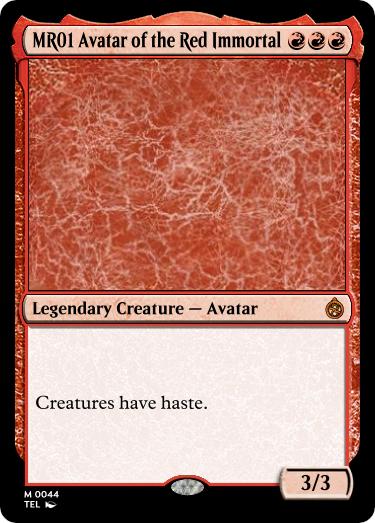 MR01 Avatar of the Red Immortal
Legendary Creature — Avatar
Creatures have haste.
3/3
M 0044
TEL